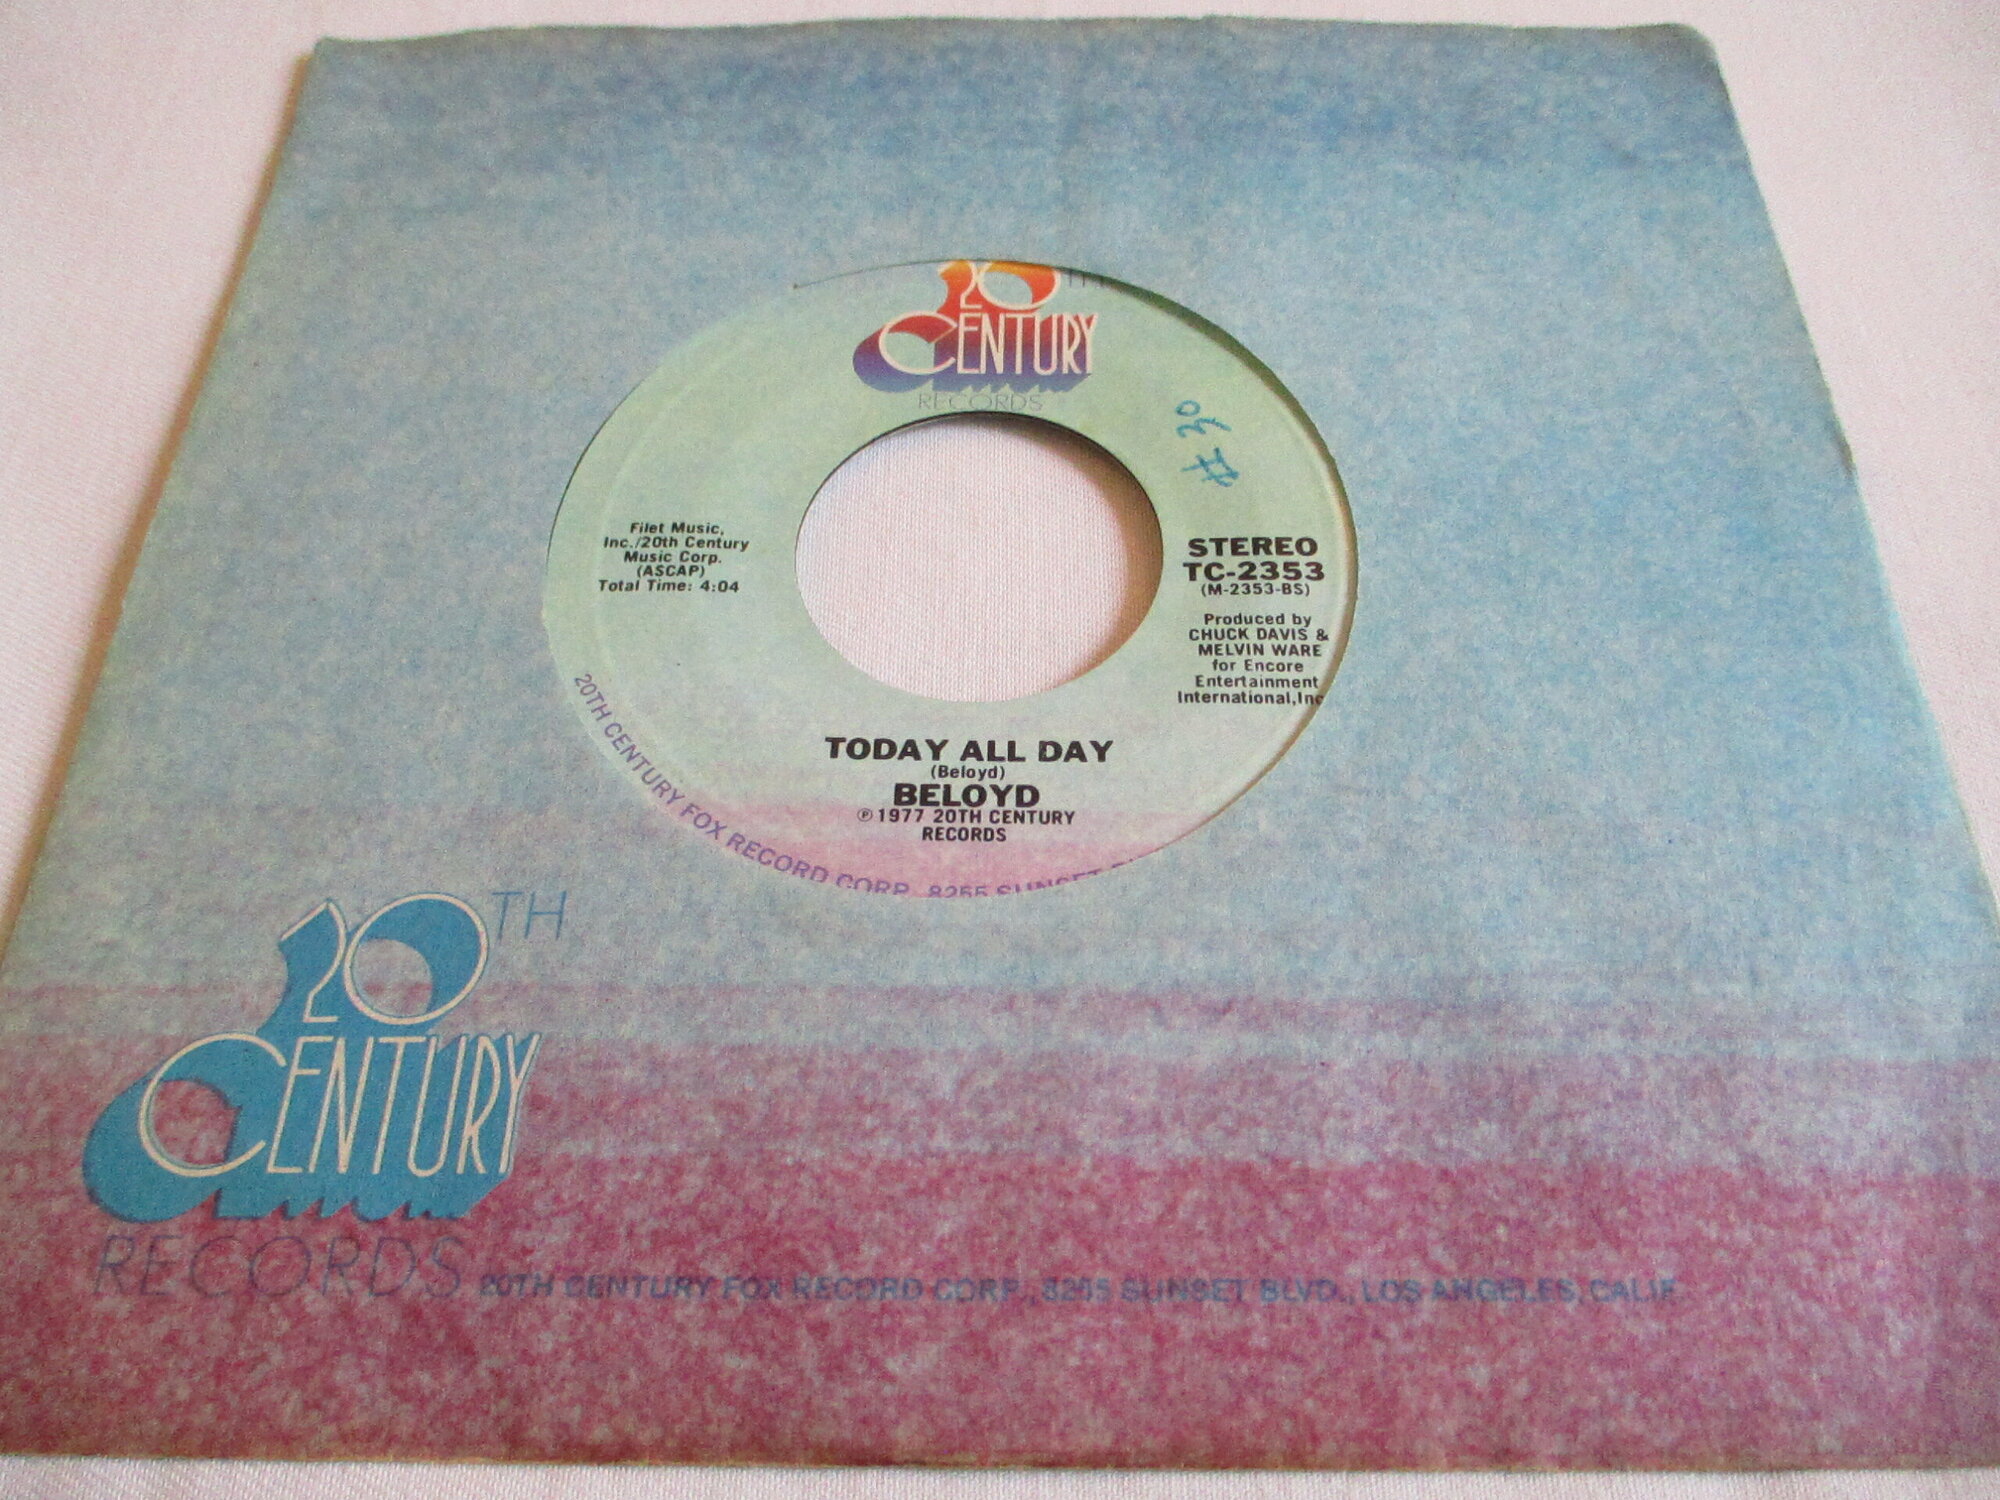 20TH
CENTURY
RECORDS
# 30
Filet Music,
Inc./20th Century
Music Corp.
(ASCAP)
Total Time: 4:04
STEREO
TC-2353
(M-2353-BS)
Produced by
CHUCK DAVIS &
MELVIN WARE
for Encore
Entertainment
International,Inc
TODAY ALL DAY
(Beloyd)
BELOYD
℗ 1977 20TH CENTURY
RECORDS
20TH CENTURY FOX RECORD CORP. 8255 SUNSET
20TH
CENTURY
RECORDS
20TH CENTURY FOX RECORD CORP., 8255 SUNSET BLVD., LOS ANGELES, CALIF.